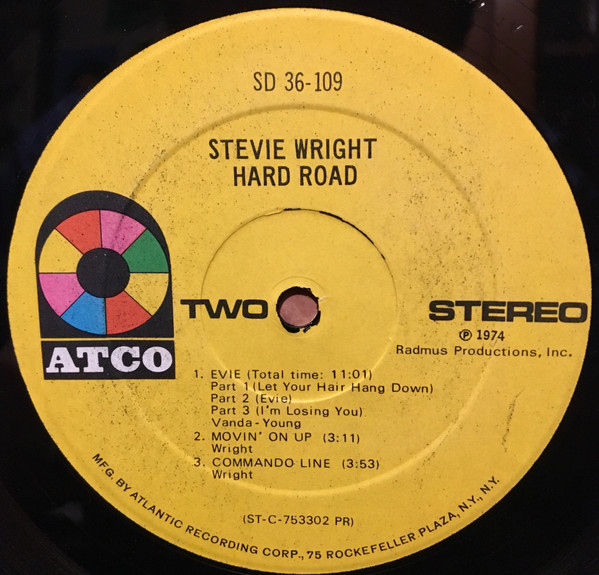 SD 36-109
STEVIE WRIGHT
HARD ROAD
TWO
STEREO
℗ 1974
Radmus Productions, Inc.
ATCO
1. EVIE (Total time: 11:01)
Part 1 (Let Your Hair Hang Down)
Part 2 (Evie)
Part 3 (I'm Losing You)
Vanda-Young
2. MOVIN' ON UP (3:11)
Wright
3. COMMANDO LINE (3:53)
Wright
(ST-C-753302 PR)
MFG. BY ATLANTIC RECORDING CORP., 75 ROCKEFELLER PLAZA, N.Y., N.Y.